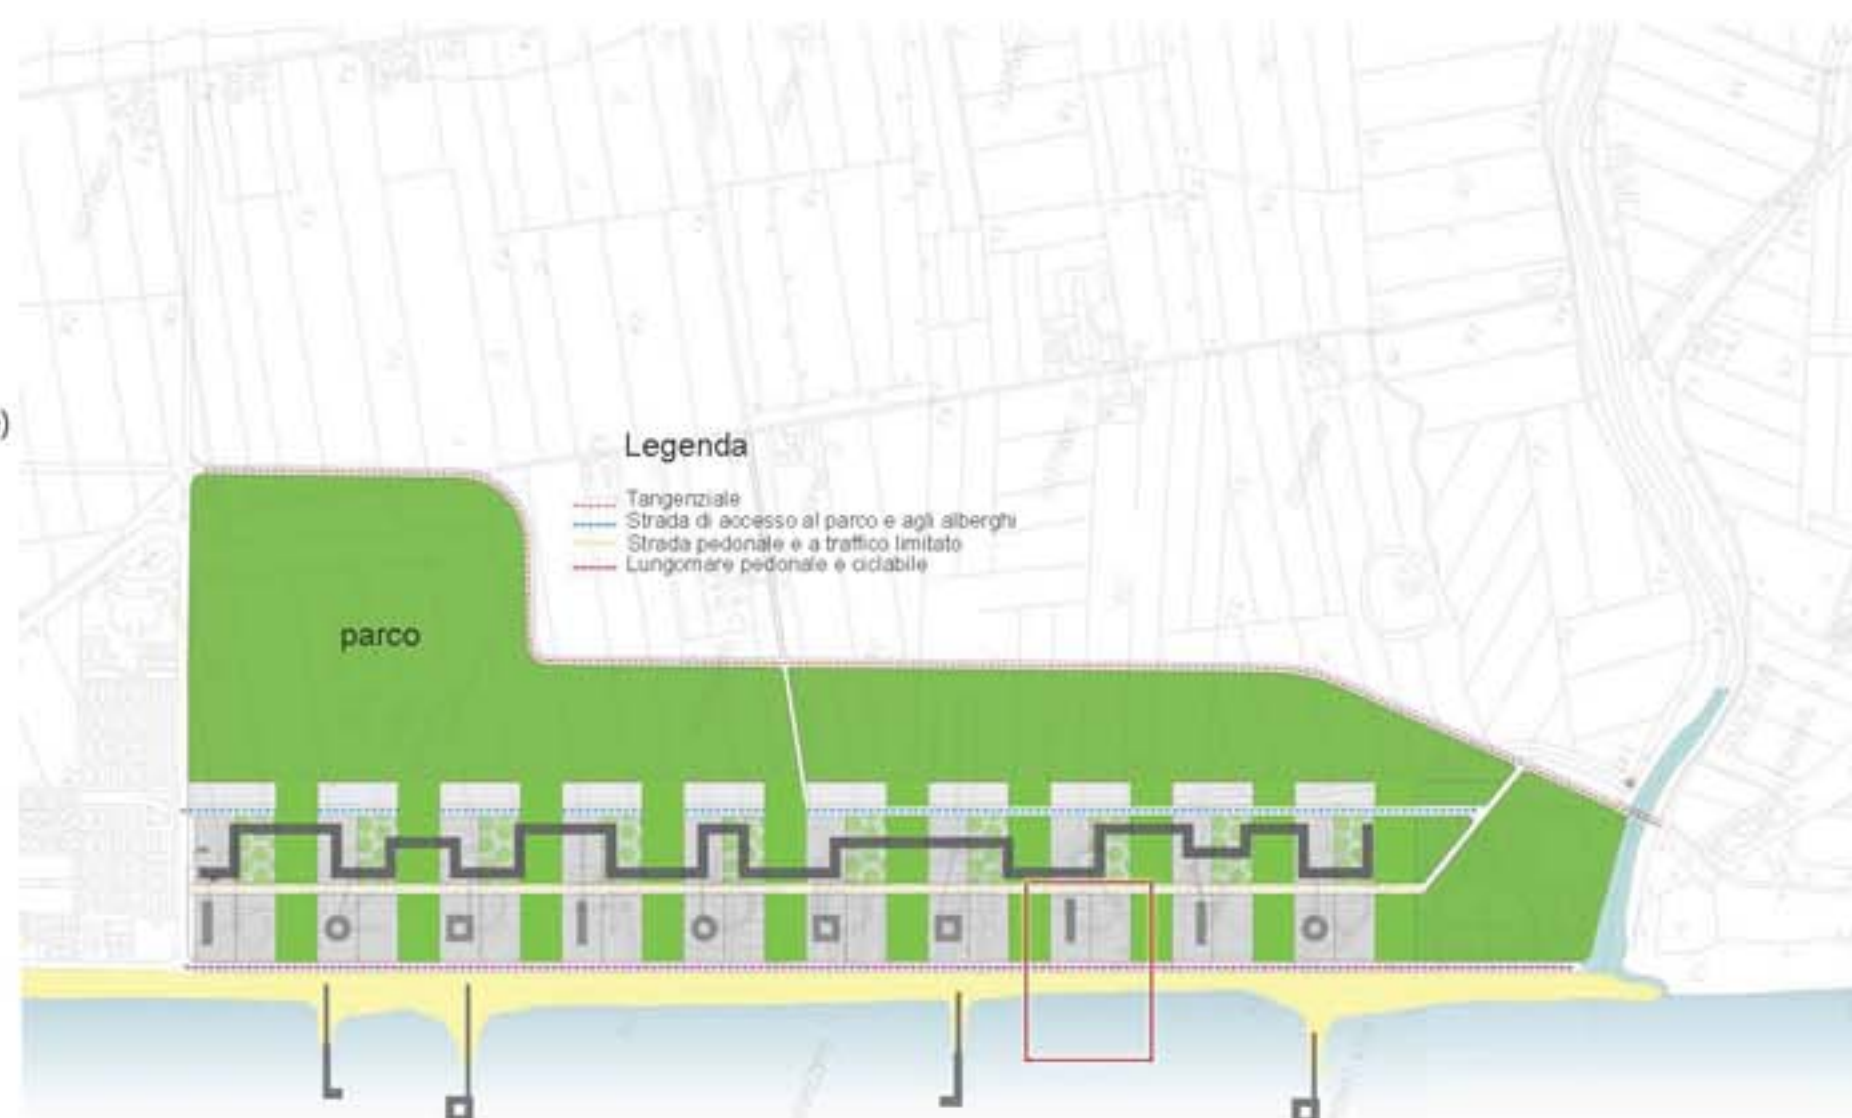 )
Legenda
Tangenziale
Strada di accesso al parco e agli alberghi
Strada pedonale e a traffico limitato
Lungomare pedonale e ciclabile
parco